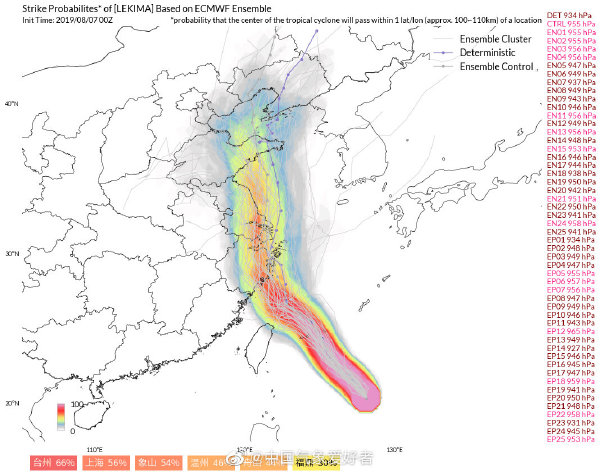 Strike Probabilites* of [LEKIMA] Based on ECMWF Ensemble
Init Time: 2019/08/07 00Z
*probability that the center of the tropical cyclone will pass within 1 lat/lon (approx. 100~110km) of a location
Ensemble Cluster
Deterministic
Ensemble Control
DET 934 hPa
CTRL 955 hPa
EN01 955 hPa
EN02 955 hPa
EN03 956 hPa
EN04 956 hPa
EN05 947 hPa
EN06 949 hPa
EN07 937 hPa
EN08 949 hPa
EN09 943 hPa
EN10 946 hPa
EN11 956 hPa
EN12 949 hPa
EN13 956 hPa
EN14 948 hPa
EN15 953 hPa
EN16 946 hPa
EN17 944 hPa
EN18 938 hPa
EN19 950 hPa
EN20 942 hPa
EN21 951 hPa
EN22 950 hPa
EN23 941 hPa
EN24 958 hPa
EN25 941 hPa
EP01 934 hPa
EP02 948 hPa
EP03 949 hPa
EP04 947 hPa
EP05 955 hPa
EP06 957 hPa
EP07 956 hPa
EP08 947 hPa
EP09 949 hPa
EP10 946 hPa
EP11 943 hPa
EP12 965 hPa
EP13 949 hPa
EP14 927 hPa
EP15 946 hPa
EP16 945 hPa
EP17 947 hPa
EP18 959 hPa
EP19 941 hPa
EP20 950 hPa
EP21 948 hPa
EP22 958 hPa
EP23 931 hPa
EP24 945 hPa
EP25 953 hPa
40°N
30°N
20°N
100
0
110°E
130°E
台州 66%
上海 56%
象山 54%
温州 46%
福鼎 30%
@中国气象爱好者